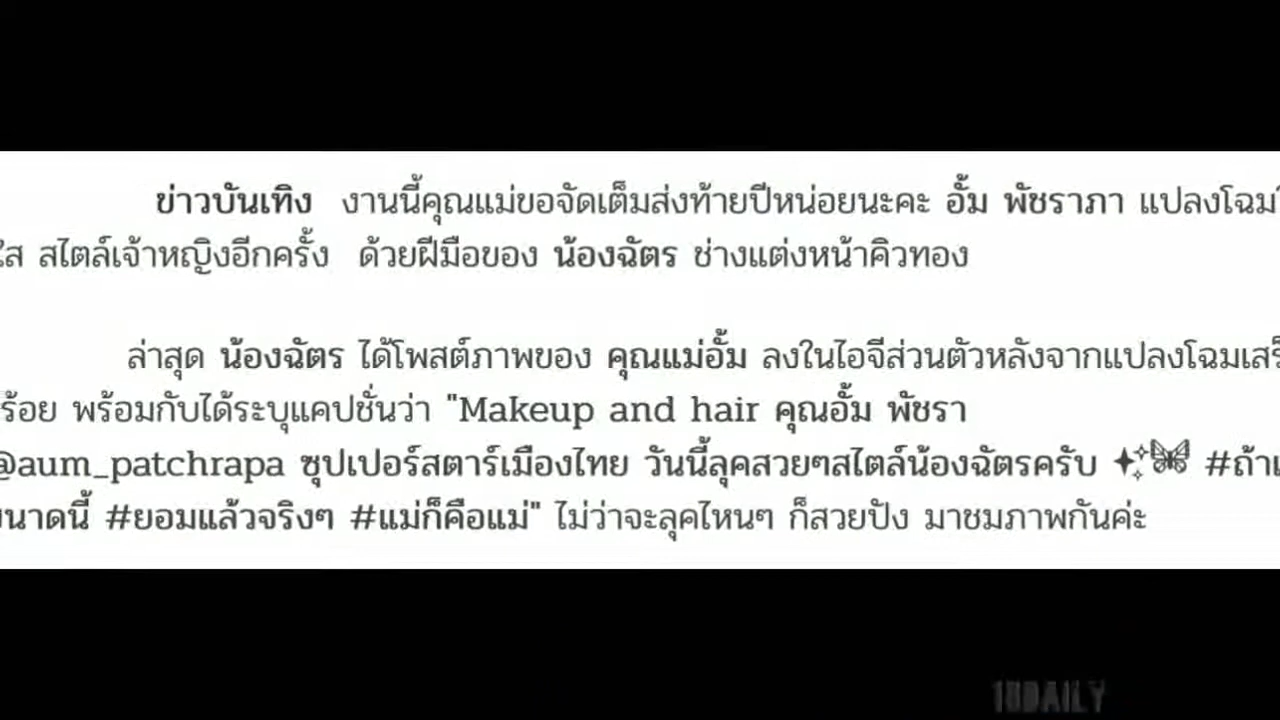 ข่าวบันเทิง งานนี้คุณแม่ขอจัดเต็มส่งท้ายปีหน่อยนะคะ อั้ม พัชราภา แปลงโฉม
ใส สไตล์เจ้าหญิงอีกครั้ง ด้วยฝีมือของ น้องฉัตร ช่างแต่งหน้าคิวทอง
ล่าสุด น้องฉัตร ได้โพสต์ภาพของ คุณแม่อั้ม ลงในไอจีส่วนตัวหลังจากแปลงโฉมเสร็
ร้อย พร้อมกับได้ระบุแคปชั่นว่า "Makeup and hair คุณอั้ม พัชรา
@aum_patchrapa ซุปเปอร์สตาร์เมืองไทย วันนี้ลุคสวยๆสไตล์น้องฉัตรครับ ✨🦋 #ถ้า
ขนาดนี้ #ยอมแล้วจริงๆ #แม่ก็คือแม่" ไม่ว่าจะลุคไหนๆ ก็สวยปัง มาชมภาพกันค่ะ